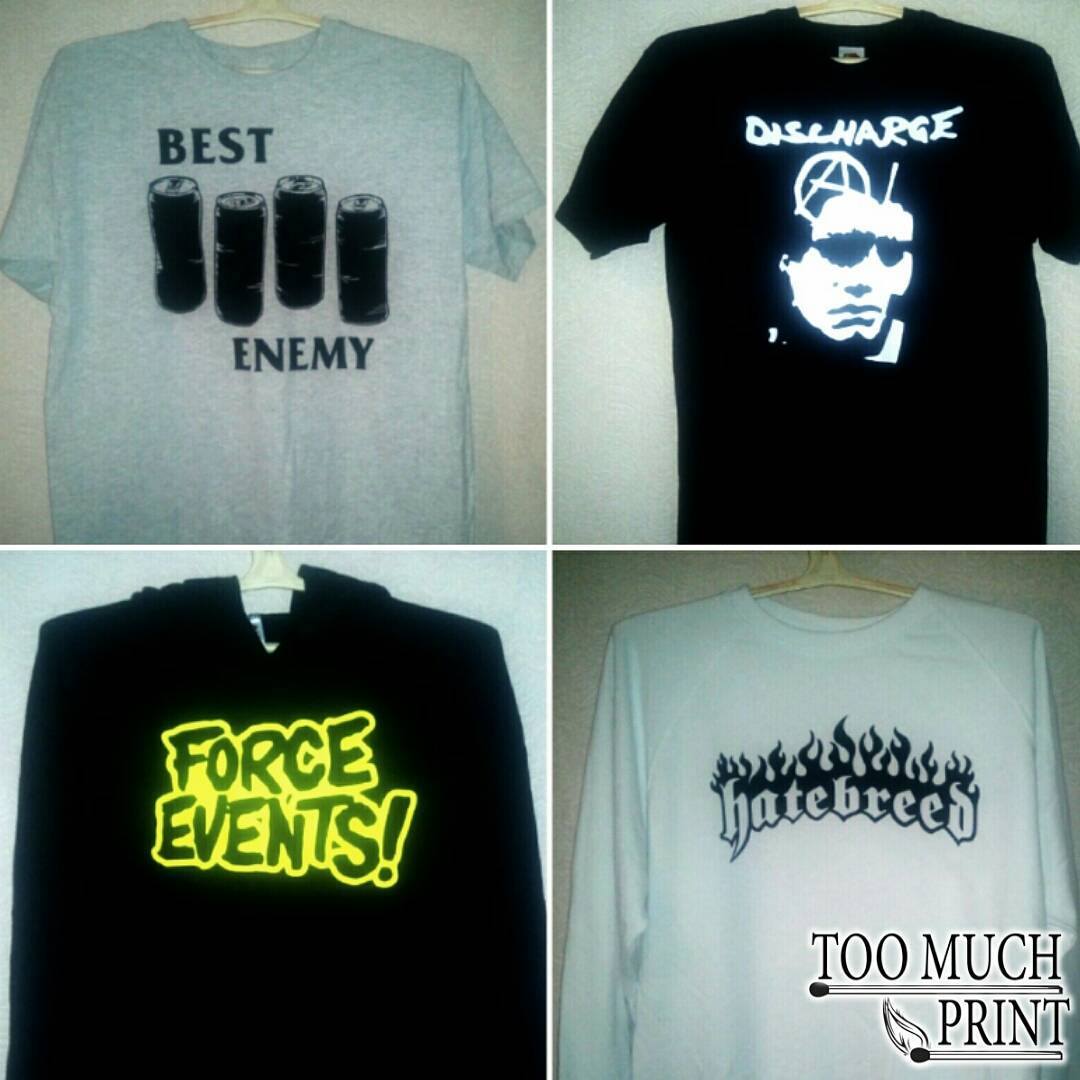 BEST
ENEMY
DISCHARGE
FORCE
EVENTS!
hatebreed
TOO MUCH
PRINT